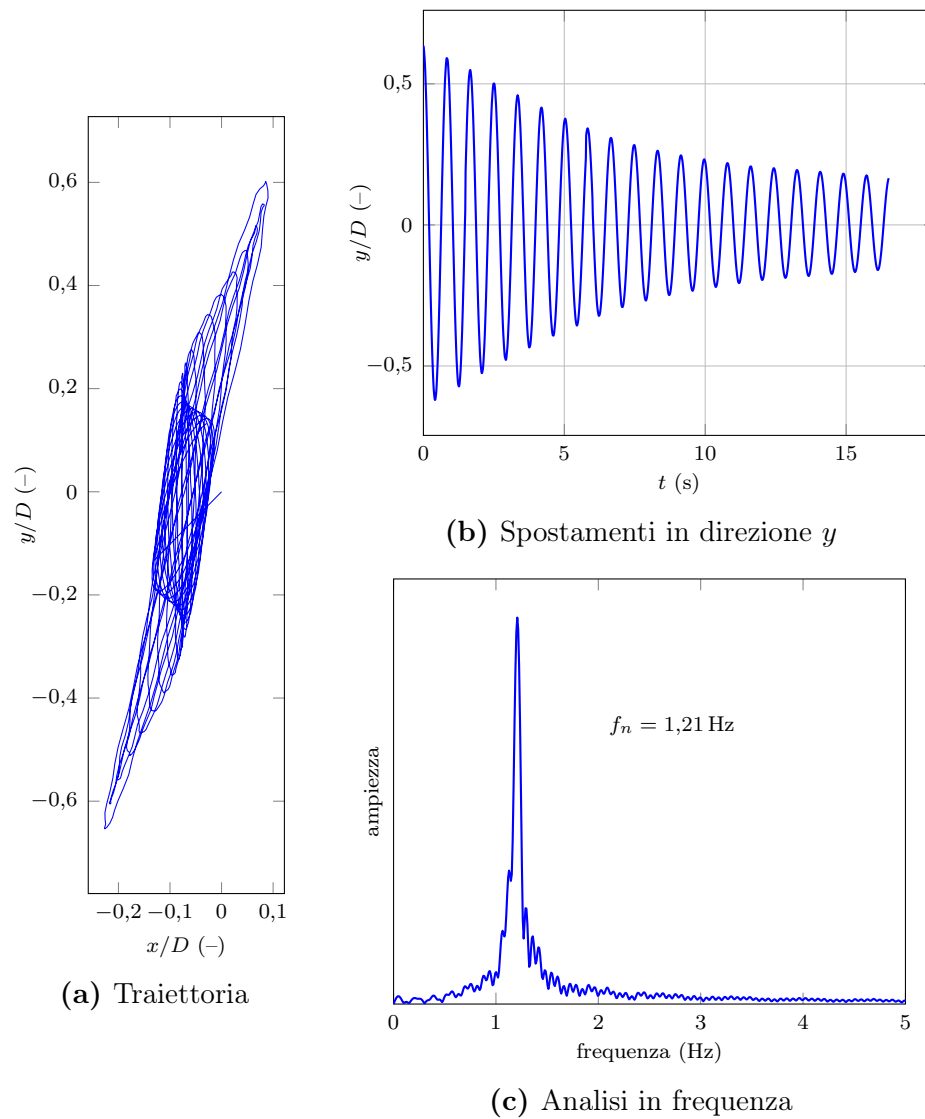 0,6
0,4
0,2
0
−0,2
−0,4
−0,6
y/D (–)
−0,2 −0,1 0 0,1
x/D (–)
(a) Traiettoria
0,5
0
−0,5
y/D (–)
0 5 10 15
t (s)
(b) Spostamenti in direzione y
ampiezza
f_n = 1,21 Hz
0 1 2 3 4 5
frequenza (Hz)
(c) Analisi in frequenza